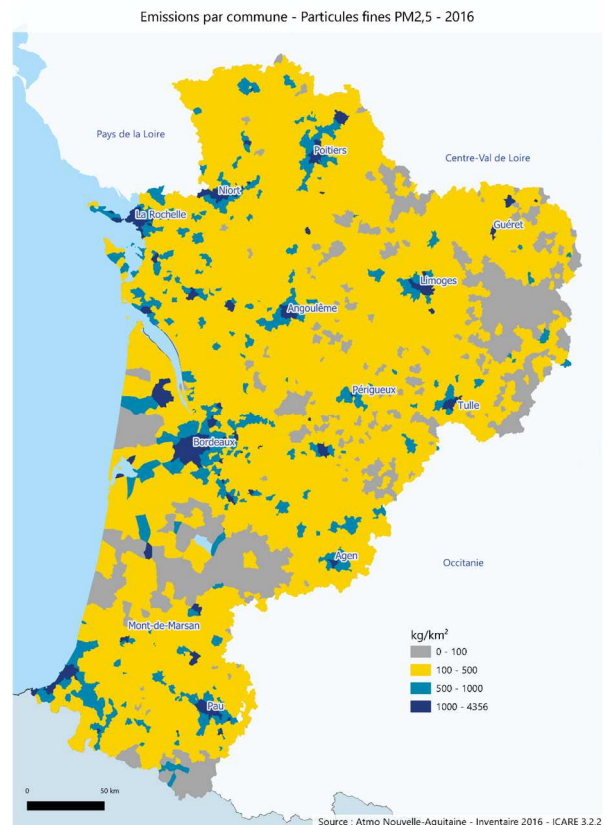 Emissions par commune - Particules fines PM2,5 - 2016
Pays de la Loire
Poitiers
Centre-Val de Loire
Niort
La Rochelle
Guéret
Limoges
Angoulême
Périgueux
Tulle
Bordeaux
Agen
Occitanie
Mont-de-Marsan
kg/km²
0 - 100
100 - 500
500 - 1000
1000 - 4356
Pau
0 50 km
Source : Atmo Nouvelle-Aquitaine - Inventaire 2016 - ICARE 3.2.2